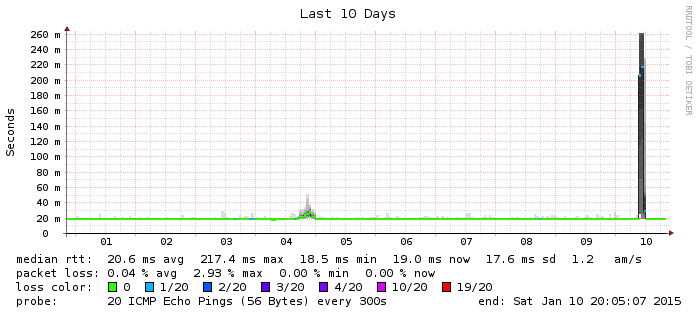 Last 10 Days
RRDTOOL / TOBI OETIKER
Seconds
260 m
240 m
220 m
200 m
180 m
160 m
140 m
120 m
100 m
80 m
60 m
40 m
20 m
0
01 02 03 04 05 06 07 08 09 10
median rtt: 20.6 ms avg 217.4 ms max 18.5 ms min 19.0 ms now 17.6 ms sd 1.2 am/s
packet loss: 0.04 % avg 2.93 % max 0.00 % min 0.00 % now
loss color: 0 1/20 2/20 3/20 4/20 10/20 19/20
probe: 20 ICMP Echo Pings (56 Bytes) every 300s end: Sat Jan 10 20:05:07 2015